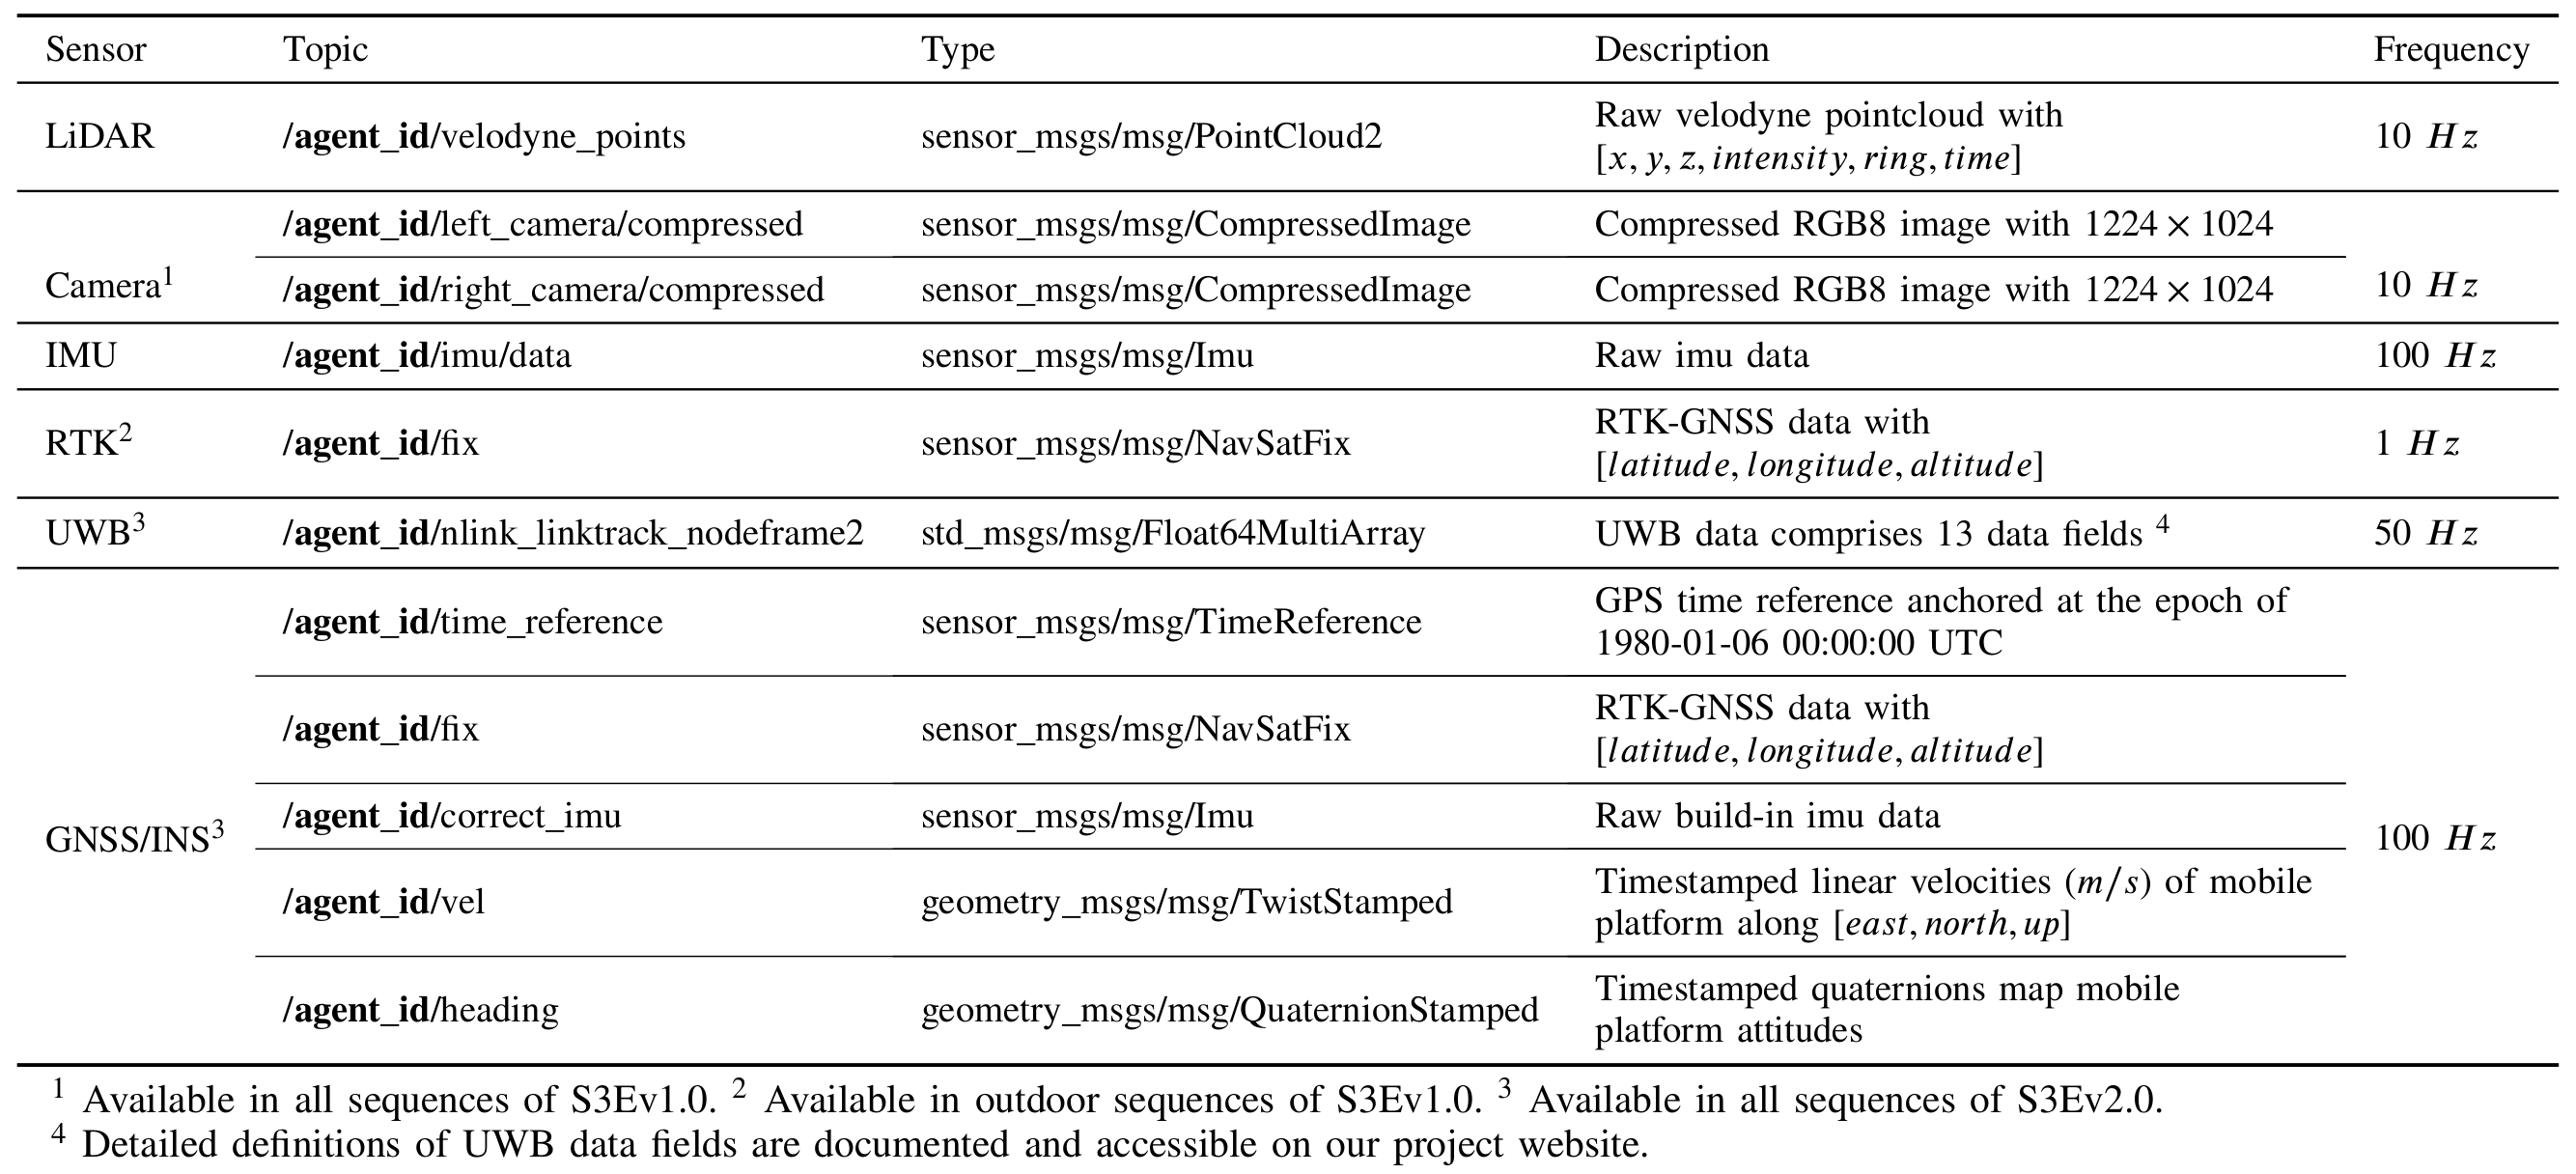 Sensor Topic Type Description Frequency
LiDAR /agent_id/velodyne_points sensor_msgs/msg/PointCloud2 Raw velodyne pointcloud with
[x, y, z, intensity, ring, time] 10 Hz
/agent_id/left_camera/compressed sensor_msgs/msg/CompressedImage Compressed RGB8 image with 1224 × 1024
Camera¹ /agent_id/right_camera/compressed sensor_msgs/msg/CompressedImage Compressed RGB8 image with 1224 × 1024 10 Hz
IMU /agent_id/imu/data sensor_msgs/msg/Imu Raw imu data 100 Hz
RTK² /agent_id/fix sensor_msgs/msg/NavSatFix RTK-GNSS data with
[latitude, longitude, altitude] 1 Hz
UWB³ /agent_id/nlink_linktrack_nodeframe2 std_msgs/msg/Float64MultiArray UWB data comprises 13 data fields ⁴ 50 Hz
/agent_id/time_reference sensor_msgs/msg/TimeReference GPS time reference anchored at the epoch of
1980-01-06 00:00:00 UTC
/agent_id/fix sensor_msgs/msg/NavSatFix RTK-GNSS data with
[latitude, longitude, altitude]
GNSS/INS³ /agent_id/correct_imu sensor_msgs/msg/Imu Raw build-in imu data 100 Hz
/agent_id/vel geometry_msgs/msg/TwistStamped Timestamped linear velocities (m/s) of mobile
platform along [east, north, up]
/agent_id/heading geometry_msgs/msg/QuaternionStamped Timestamped quaternions map mobile
platform attitudes
¹ Available in all sequences of S3Ev1.0. ² Available in outdoor sequences of S3Ev1.0. ³ Available in all sequences of S3Ev2.0.
⁴ Detailed definitions of UWB data fields are documented and accessible on our project website.